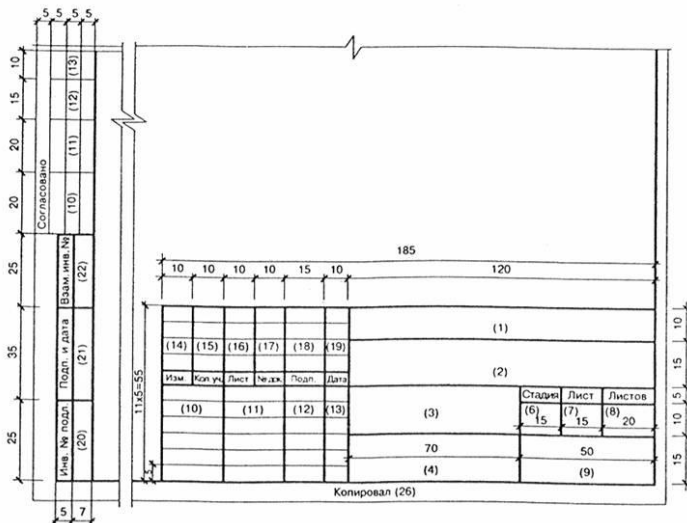 5 5 5 5
10 15 20 20 25 35 25
Согласовано
(10) (11) (12) (13)
Взам. инв. № (22)
Подп. и дата (21)
Инв. № подл. (20)
5 7
185
10 10 10 10 15 10 120
11x5=55
5
(1)
(14) (15) (16) (17) (18) (19)
(2)
Изм. Кол.уч. Лист №док. Подп. Дата
Стадия Лист Листов
(10) (11) (12) (13) (3) (6) (7) (8)
15 15 20
70 50
(4) (9)
10 15 5 10 15
Копировал (26)